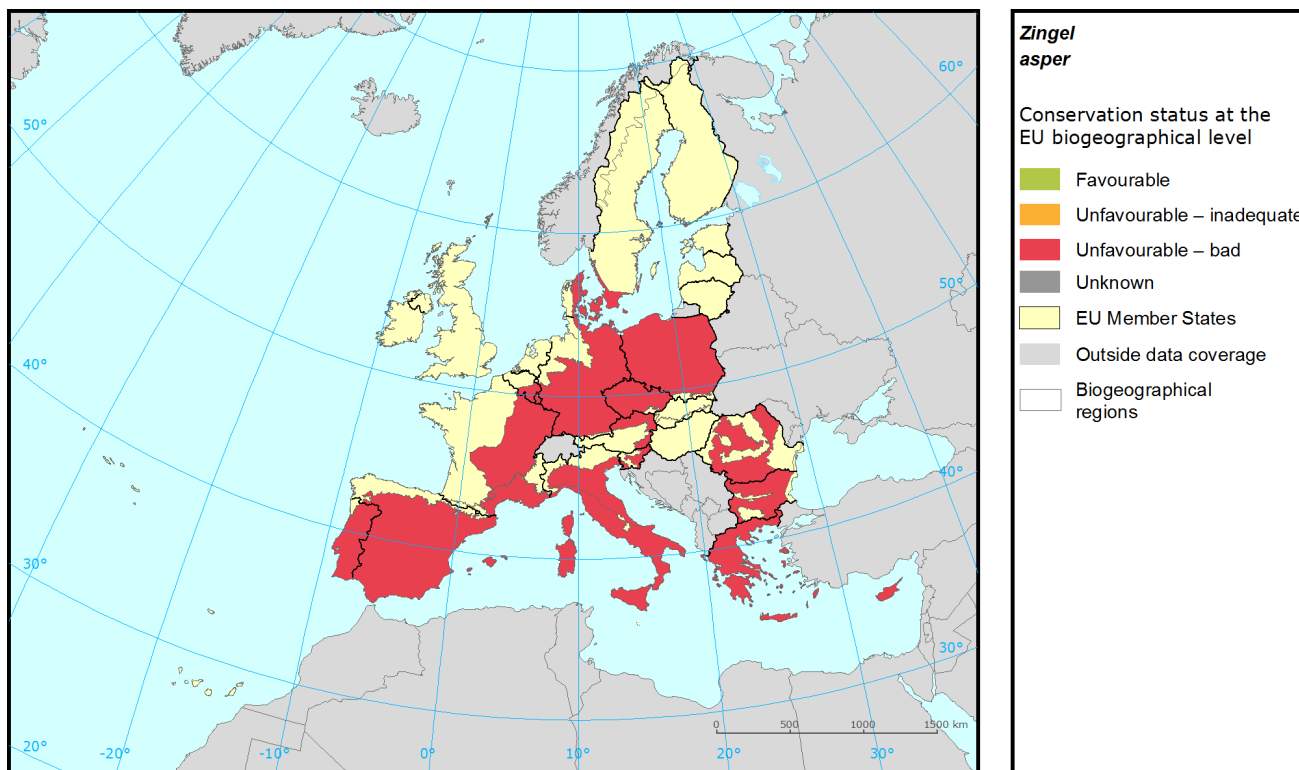 60°
50°
50°
40°
40°
30°
30°
20°
-20°
-10°
0°
10°
20°
30°
0
500
1000
1500 km
Zingel
asper
Conservation status at the
EU biogeographical level
Favourable
Unfavourable – inadequate
Unfavourable – bad
Unknown
EU Member States
Outside data coverage
Biogeographical
regions